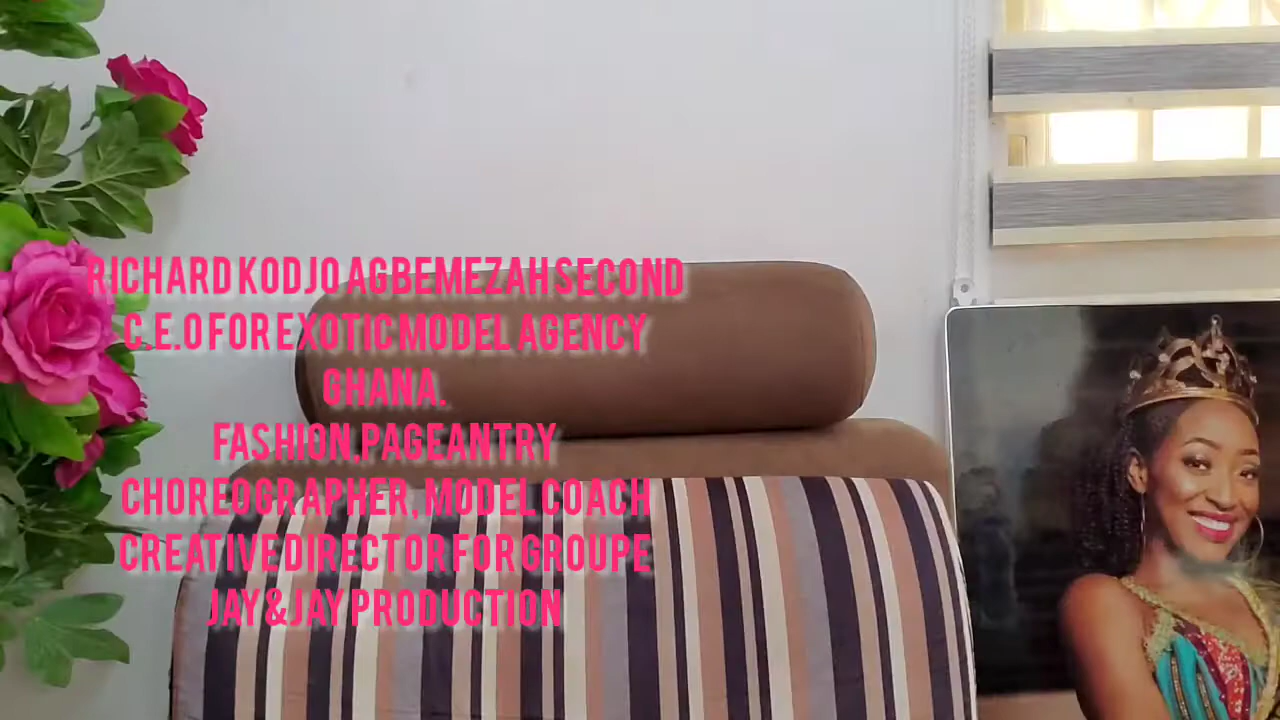 RICHARD KODJO AGBEMEZAH SECOND
C.E.O FOR EXOTIC MODEL AGENCY
GHANA.
FASHION,PAGEANTRY
CHOREOGRAPHER, MODEL COACH
CREATIVE DIRECTOR FOR GROUPE
JAY & JAY PRODUCTION